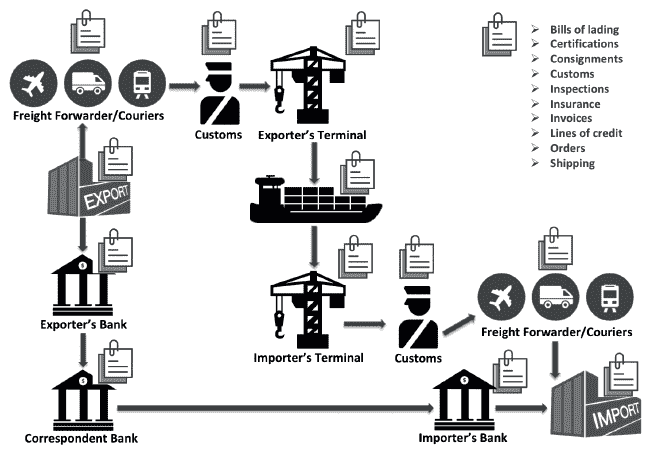 Bills of lading
Certifications
Consignments
Customs
Inspections
Insurance
Invoices
Lines of credit
Orders
Shipping
Freight Forwarder/Couriers
Customs
Exporter's Terminal
EXPORT
Exporter's Bank
Importer's Terminal
Customs
Freight Forwarder/Couriers
Correspondent Bank
Importer's Bank
IMPORT